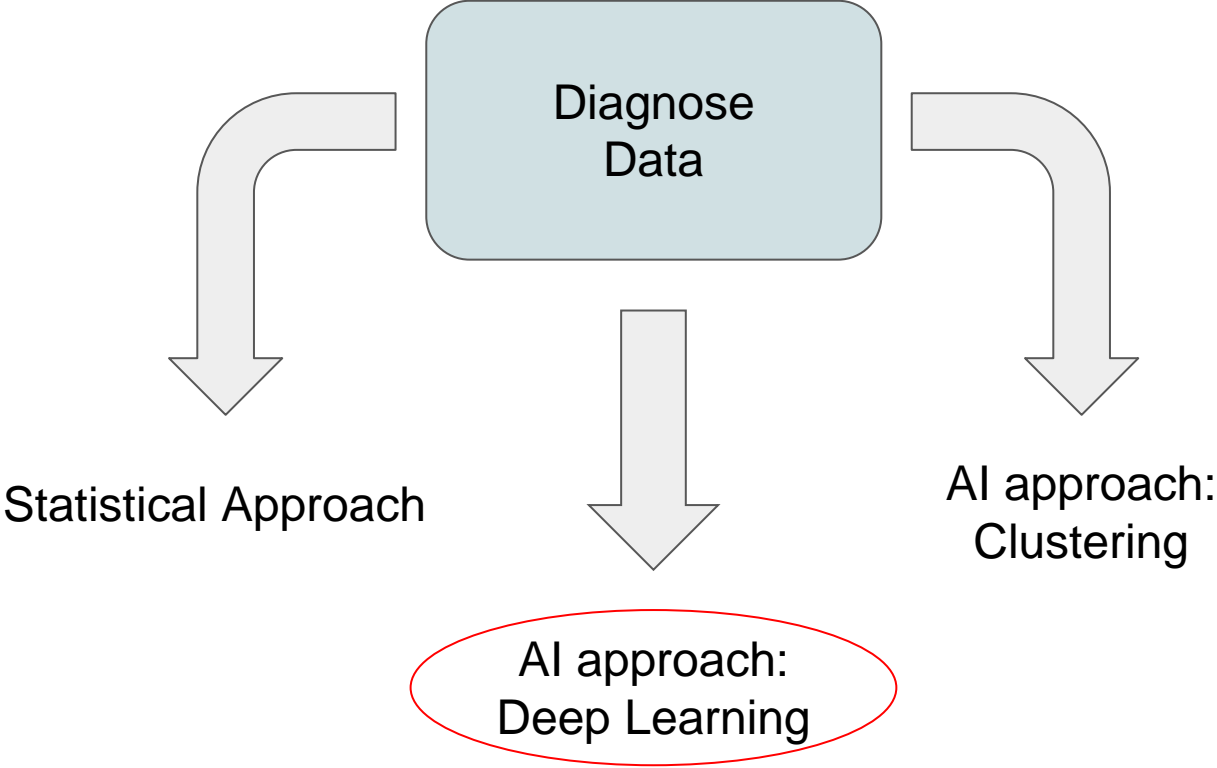 Diagnose
Data
Statistical Approach
AI approach:
Clustering
AI approach:
Deep Learning